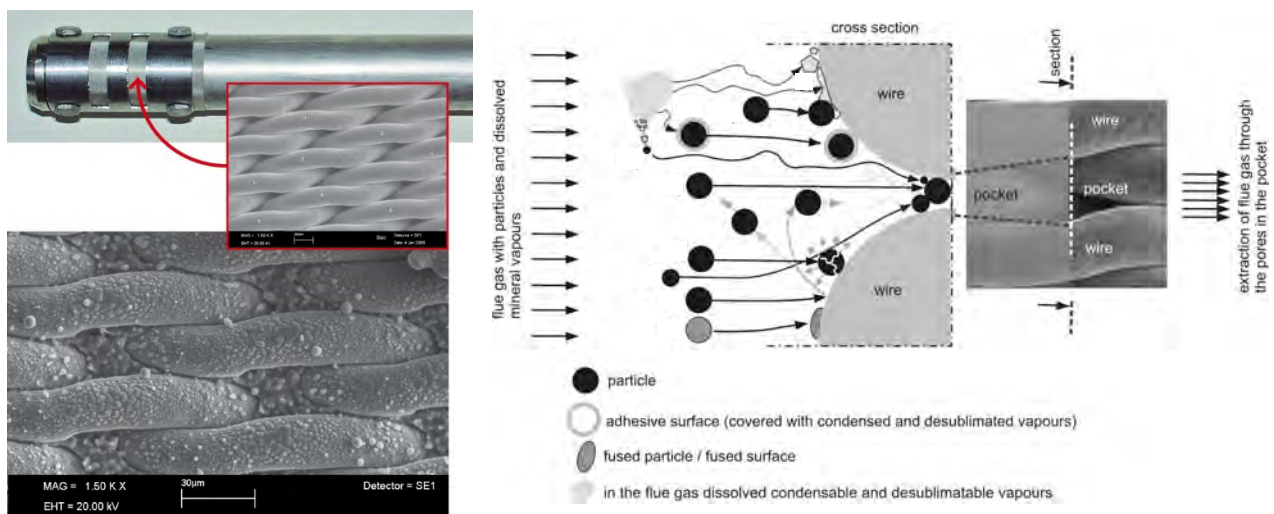 MAG = 1.50 K X
30µm
Detector = SE1
EHT = 20.00 kV
cross section
section
flue gas with particles and dissolved
mineral vapours
wire
wire
pocket
wire
pocket
wire
extraction of flue gas through
the pores in the pocket
particle
adhesive surface (covered with condensed and desublimated vapours)
fused particle / fused surface
in the flue gas dissolved condensable and desublimatable vapours